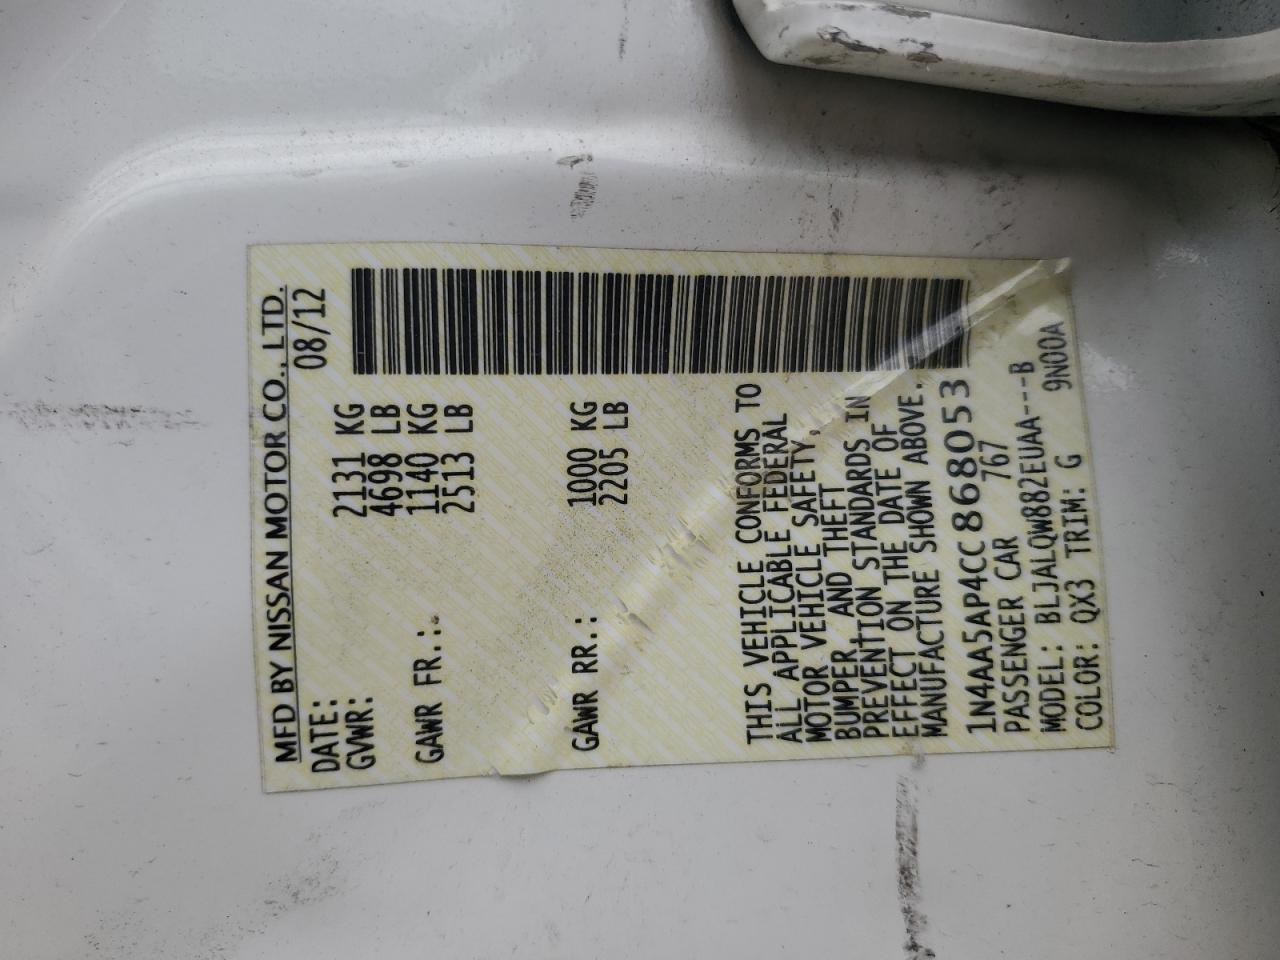 MFD BY NISSAN MOTOR CO., LTD.
DATE: 08/12
GVWR: 2131 KG
4698 LB
GAWR FR.: 1140 KG
2513 LB
GAWR RR.: 1000 KG
2205 LB
THIS VEHICLE CONFORMS TO
ALL APPLICABLE FEDERAL
MOTOR VEHICLE SAFETY,
BUMPER, AND THEFT
PREVENTION STANDARDS IN
EFFECT ON THE DATE OF
MANUFACTURE SHOWN ABOVE.
1N4AA5AP4CC868053
PASSENGER CAR 767
MODEL: BLJALQW882EUAA---B
COLOR: QX3 TRIM: G 9N00A